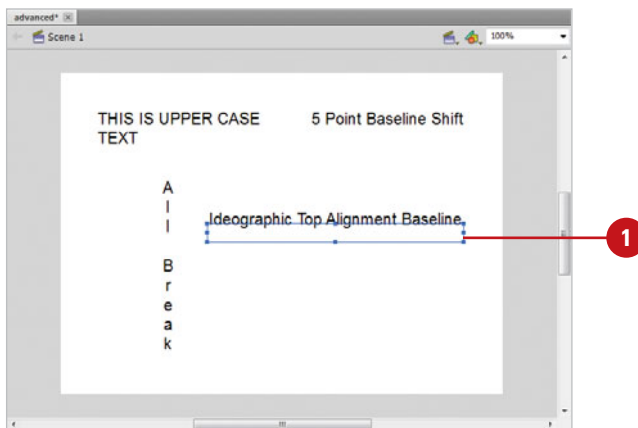 advanced*
Scene 1
100%
THIS IS UPPER CASE
TEXT
5 Point Baseline Shift
A
l
l
B
r
e
a
k
Ideographic Top Alignment Baseline
1